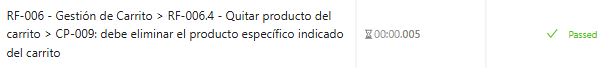 RF-006 - Gestión de Carrito > RF-006.4 - Quitar producto del
carrito > CP-009: debe eliminar el producto específico indicado
del carrito
00:00.005
Passed